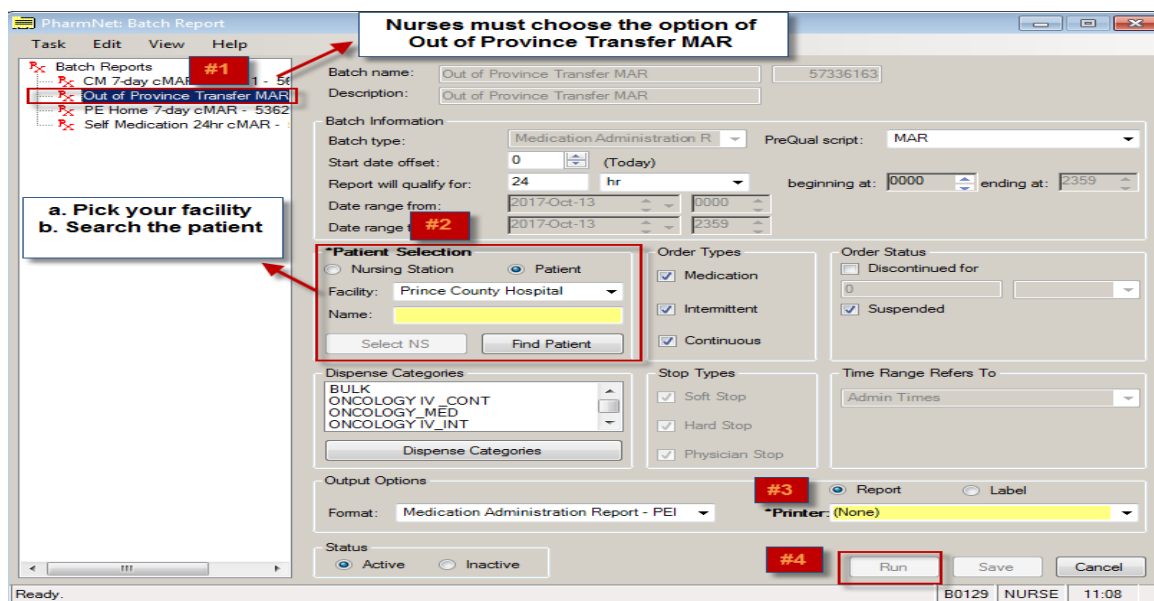 PharmNet: Batch Report
Nurses must choose the option of
Out of Province Transfer MAR
Task Edit View Help
Batch Reports
#1
CM 7-day cMAR 1 - 56
Out of Province Transfer MAR
PE Home 7-day cMAR - 5362
Self Medication 24hr cMAR -
Batch name: Out of Province Transfer MAR 57336163
Description: Out of Province Transfer MAR
Batch Information
Batch type: Medication Administration R PreQual script: MAR
Start date offset: 0 (Today)
Report will qualify for: 24 hr beginning at: 0000 ending at: 2359
Date range from: 2017-Oct-13 0000
Date range 2017-Oct-13 2359
#2
a. Pick your facility
b. Search the patient
*Patient Selection
Nursing Station Patient
Facility: Prince County Hospital
Name:
Select NS Find Patient
Order Types
Medication
Intermittent
Continuous
Order Status
Discontinued for
0
Suspended
Dispense Categories
BULK
ONCOLOGY IV_CONT
ONCOLOGY_MED
ONCOLOGY IV_INT
Dispense Categories
Stop Types
Soft Stop
Hard Stop
Physician Stop
Time Range Refers To
Admin Times
Output Options
#3 Report Label
Format: Medication Administration Report - PEI *Printer: (None)
Status
Active Inactive
#4 Run Save Cancel
Ready. B0129 NURSE 11:08